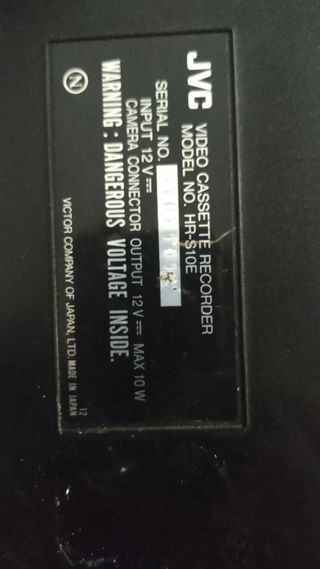 JVC VIDEO CASSETTE RECORDER
MODEL NO. HR-S10E
SERIAL NO.
INPUT 12 V ⎓
CAMERA CONNECTOR OUTPUT 12 V ⎓ MAX 10 W
WARNING : DANGEROUS VOLTAGE INSIDE.
N
VICTOR COMPANY OF JAPAN, LTD. MADE IN JAPAN
12